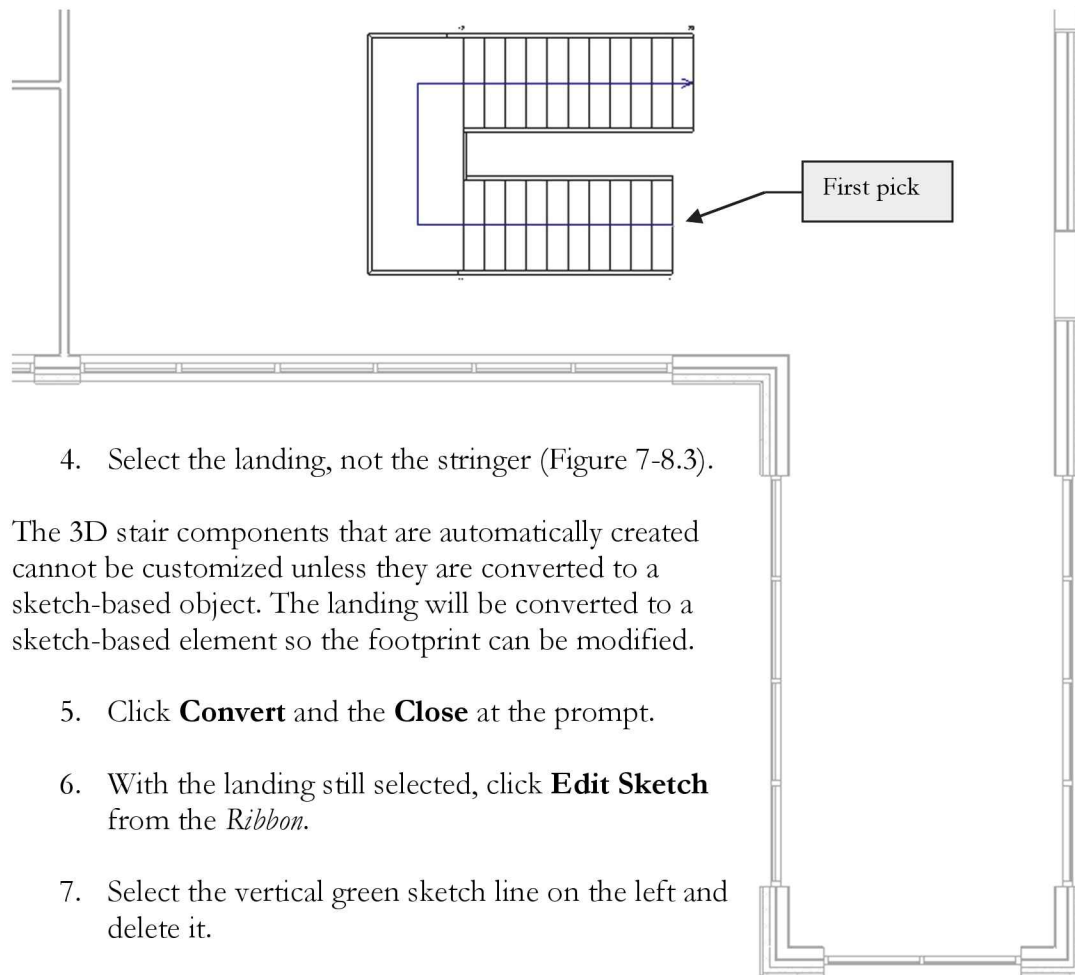 First pick
4. Select the landing, not the stringer (Figure 7-8.3).
The 3D stair components that are automatically created
cannot be customized unless they are converted to a
sketch-based object. The landing will be converted to a
sketch-based element so the footprint can be modified.
5. Click Convert and the Close at the prompt.
6. With the landing still selected, click Edit Sketch
from the Ribbon.
7. Select the vertical green sketch line on the left and
delete it.